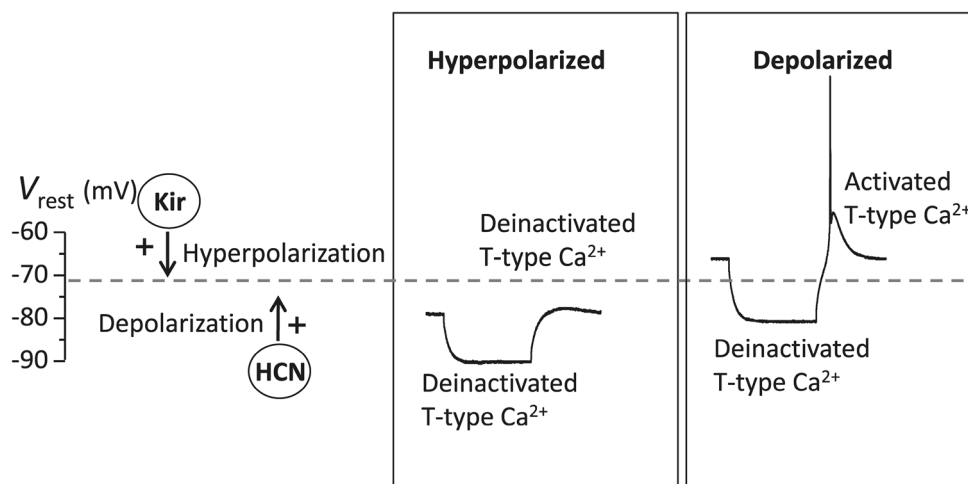 Hyperpolarized
Depolarized
V_rest (mV)
Kir
-60
-70
-80
-90
+
Hyperpolarization
Depolarization
+
HCN
Deinactivated
T-type Ca²⁺
Deinactivated
T-type Ca²⁺
Activated
T-type Ca²⁺
Deinactivated
T-type Ca²⁺